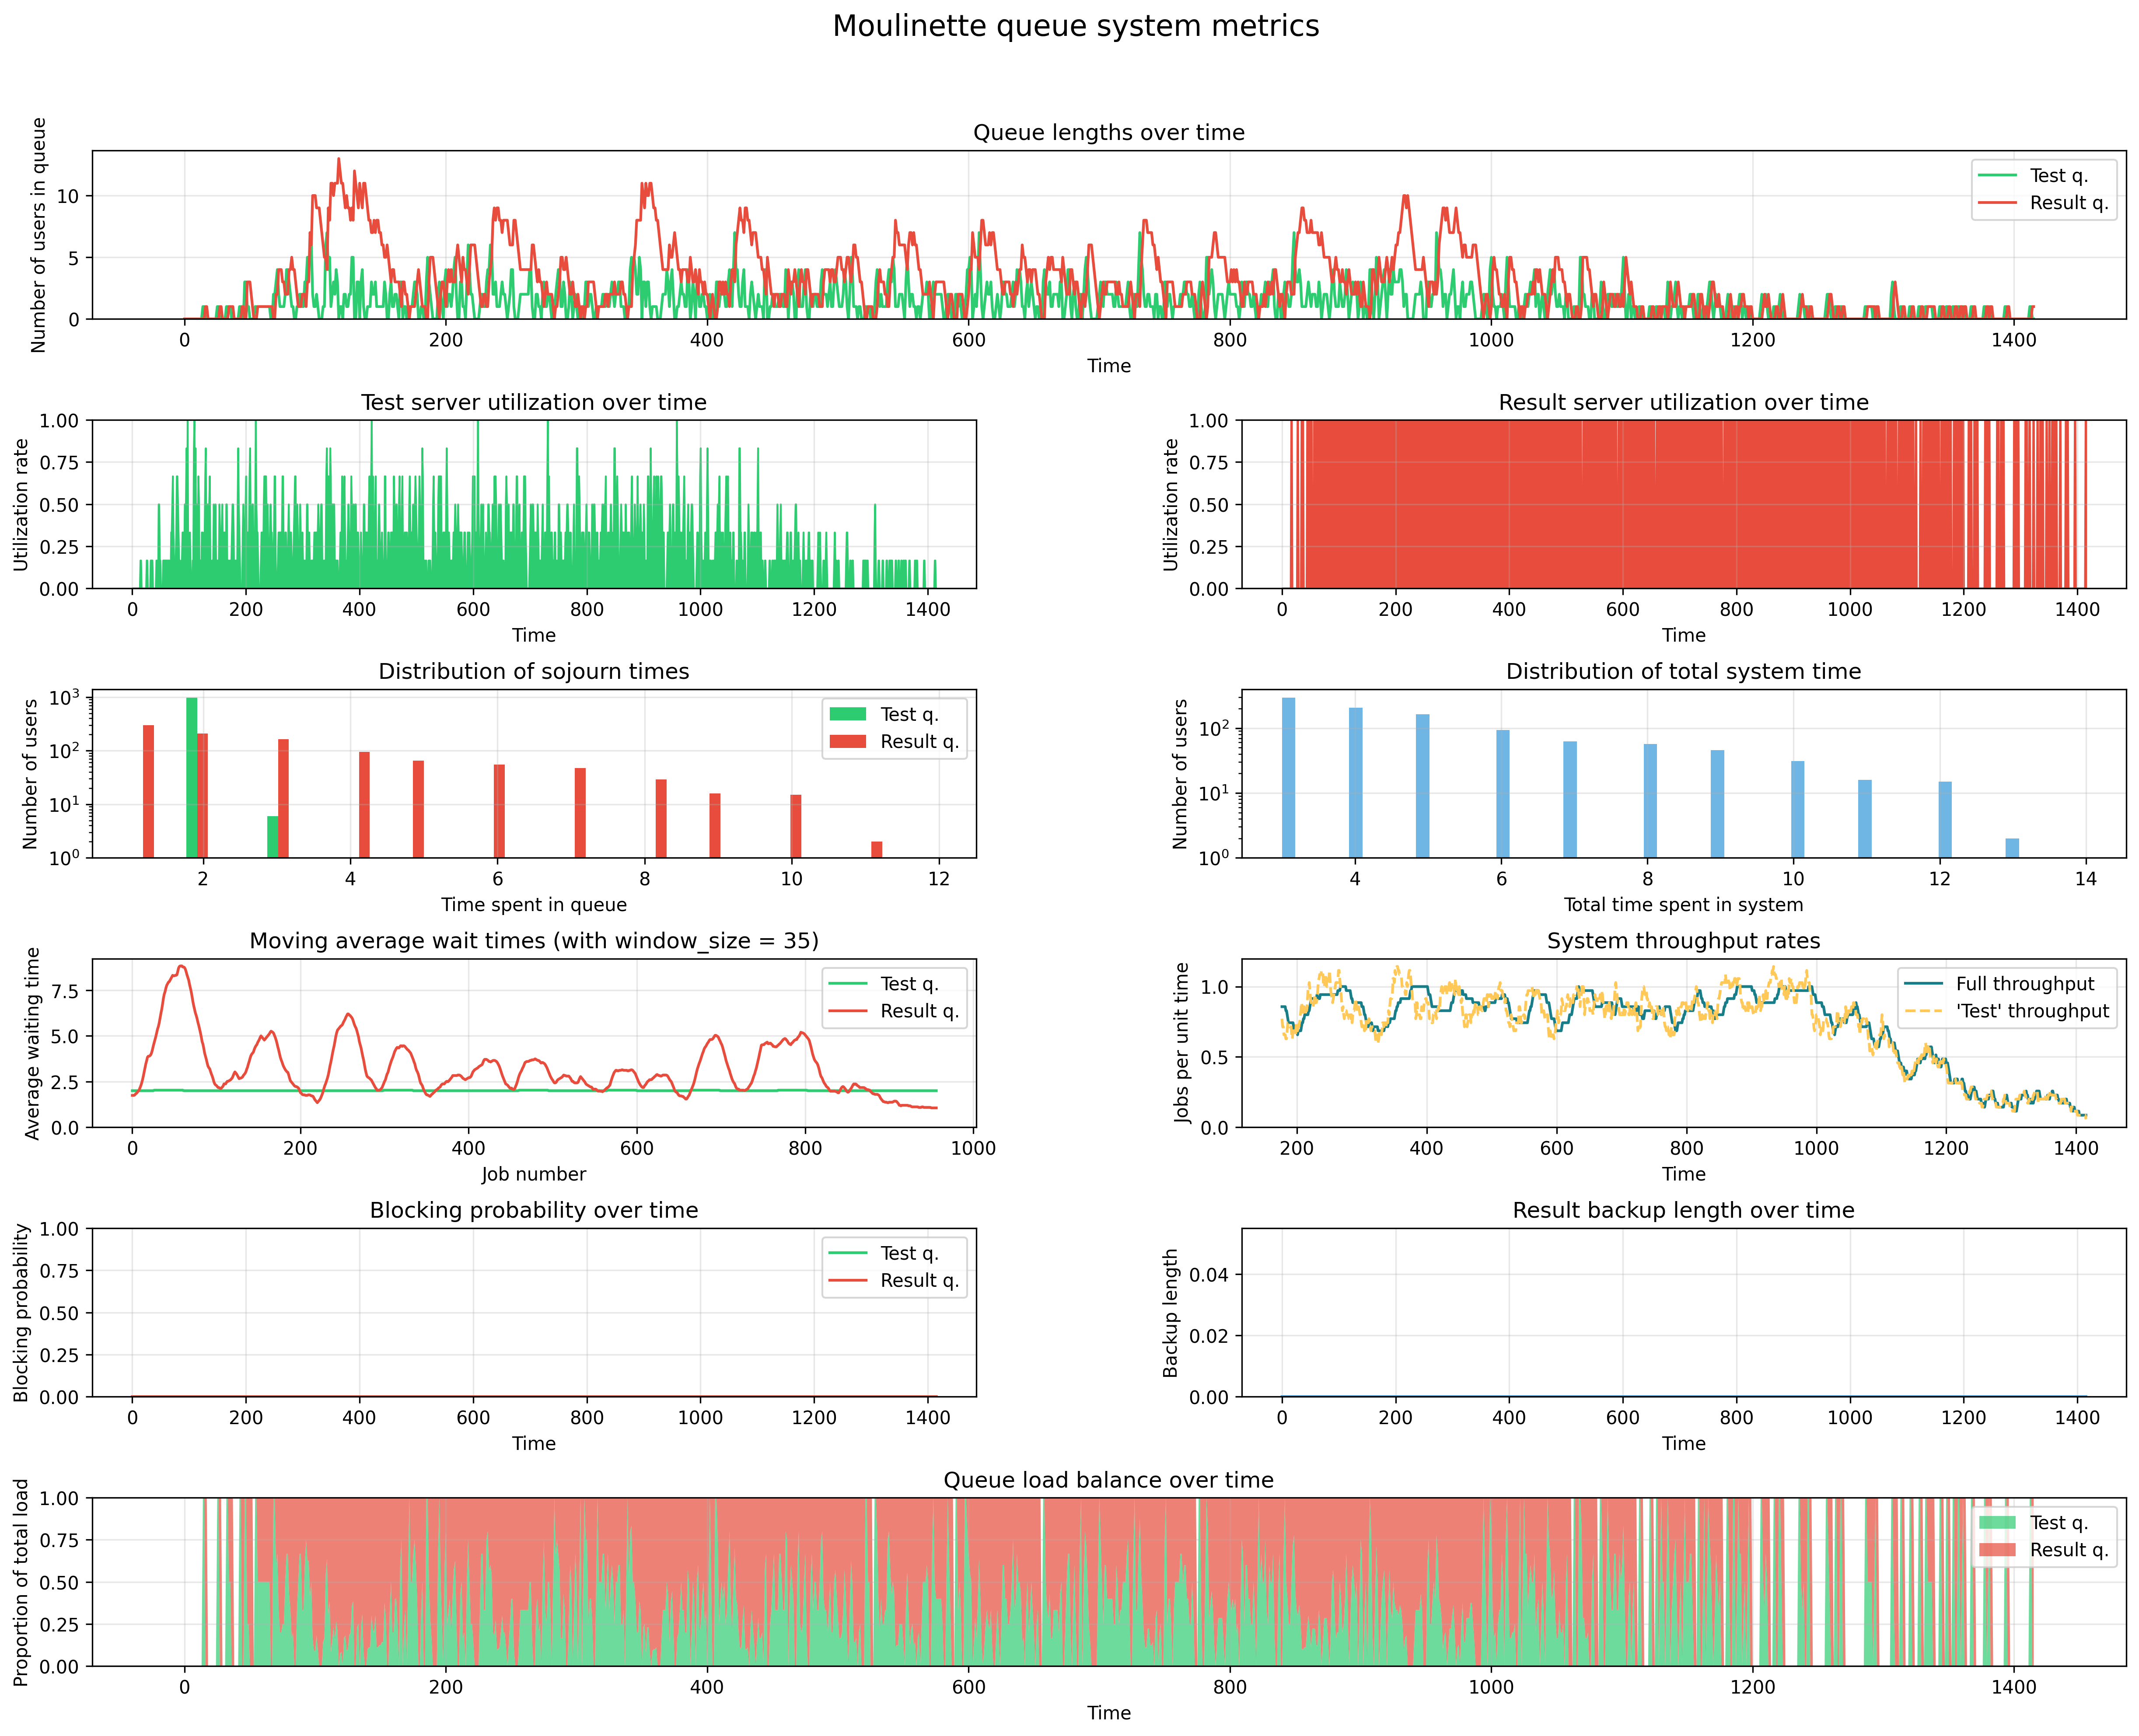 Moulinette queue system metrics
Queue lengths over time
Number of users in queue
10
5
0
Test q.
Result q.
0 200 400 600 800 1000 1200 1400
Time
Test server utilization over time
Utilization rate
1.00
0.75
0.50
0.25
0.00
0 200 400 600 800 1000 1200 1400
Time
Result server utilization over time
Utilization rate
1.00
0.75
0.50
0.25
0.00
0 200 400 600 800 1000 1200 1400
Time
Distribution of sojourn times
Number of users
10³
10²
10¹
10⁰
Test q.
Result q.
2 4 6 8 10 12
Time spent in queue
Distribution of total system time
Number of users
10²
10¹
10⁰
4 6 8 10 12 14
Total time spent in system
Moving average wait times (with window_size = 35)
Average waiting time
7.5
5.0
2.5
0.0
Test q.
Result q.
0 200 400 600 800 1000
Job number
System throughput rates
Jobs per unit time
1.0
0.5
0.0
Full throughput
'Test' throughput
200 400 600 800 1000 1200 1400
Time
Blocking probability over time
Blocking probability
1.00
0.75
0.50
0.25
0.00
Test q.
Result q.
0 200 400 600 800 1000 1200 1400
Time
Result backup length over time
Backup length
0.04
0.02
0.00
0 200 400 600 800 1000 1200 1400
Time
Queue load balance over time
Proportion of total load
1.00
0.75
0.50
0.25
0.00
Test q.
Result q.
0 200 400 600 800 1000 1200 1400
Time